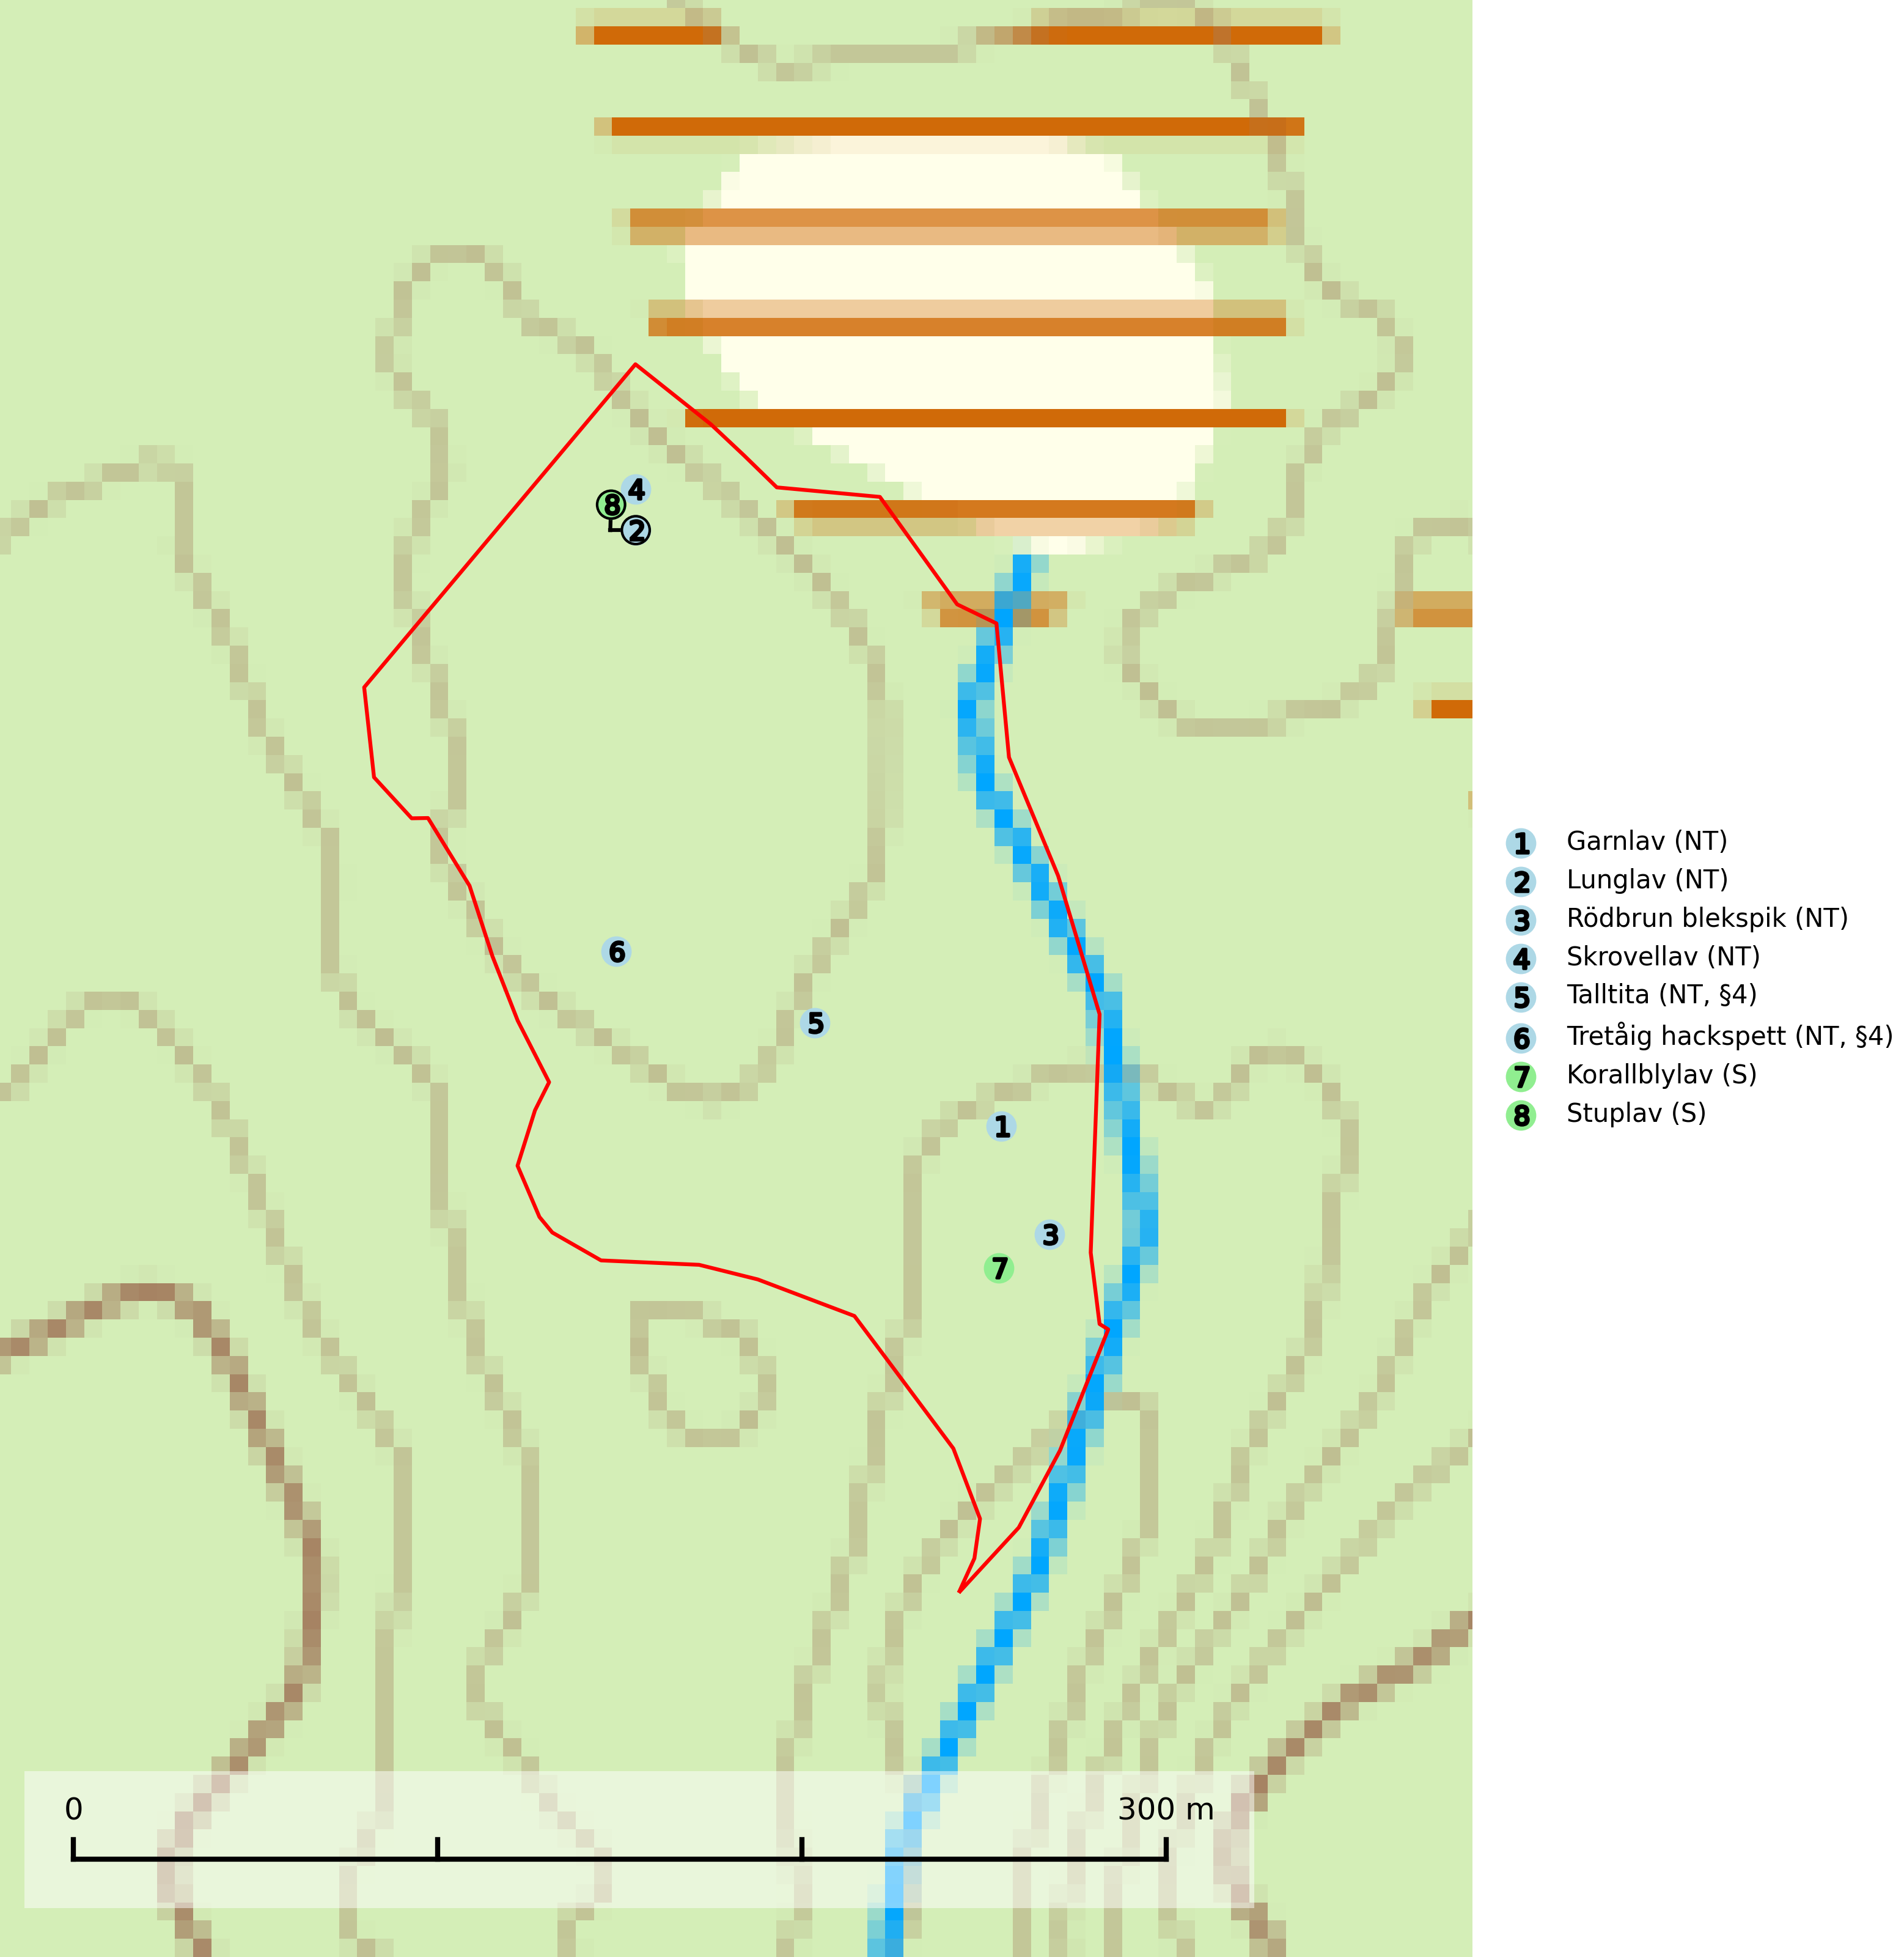 4
8
2
6
5
1
3
7
0 300 m
1 Garnlav (NT)
2 Lunglav (NT)
3 Rödbrun blekspik (NT)
4 Skrovellav (NT)
5 Talltita (NT, §4)
6 Tretåig hackspett (NT, §4)
7 Korallblylav (S)
8 Stuplav (S)